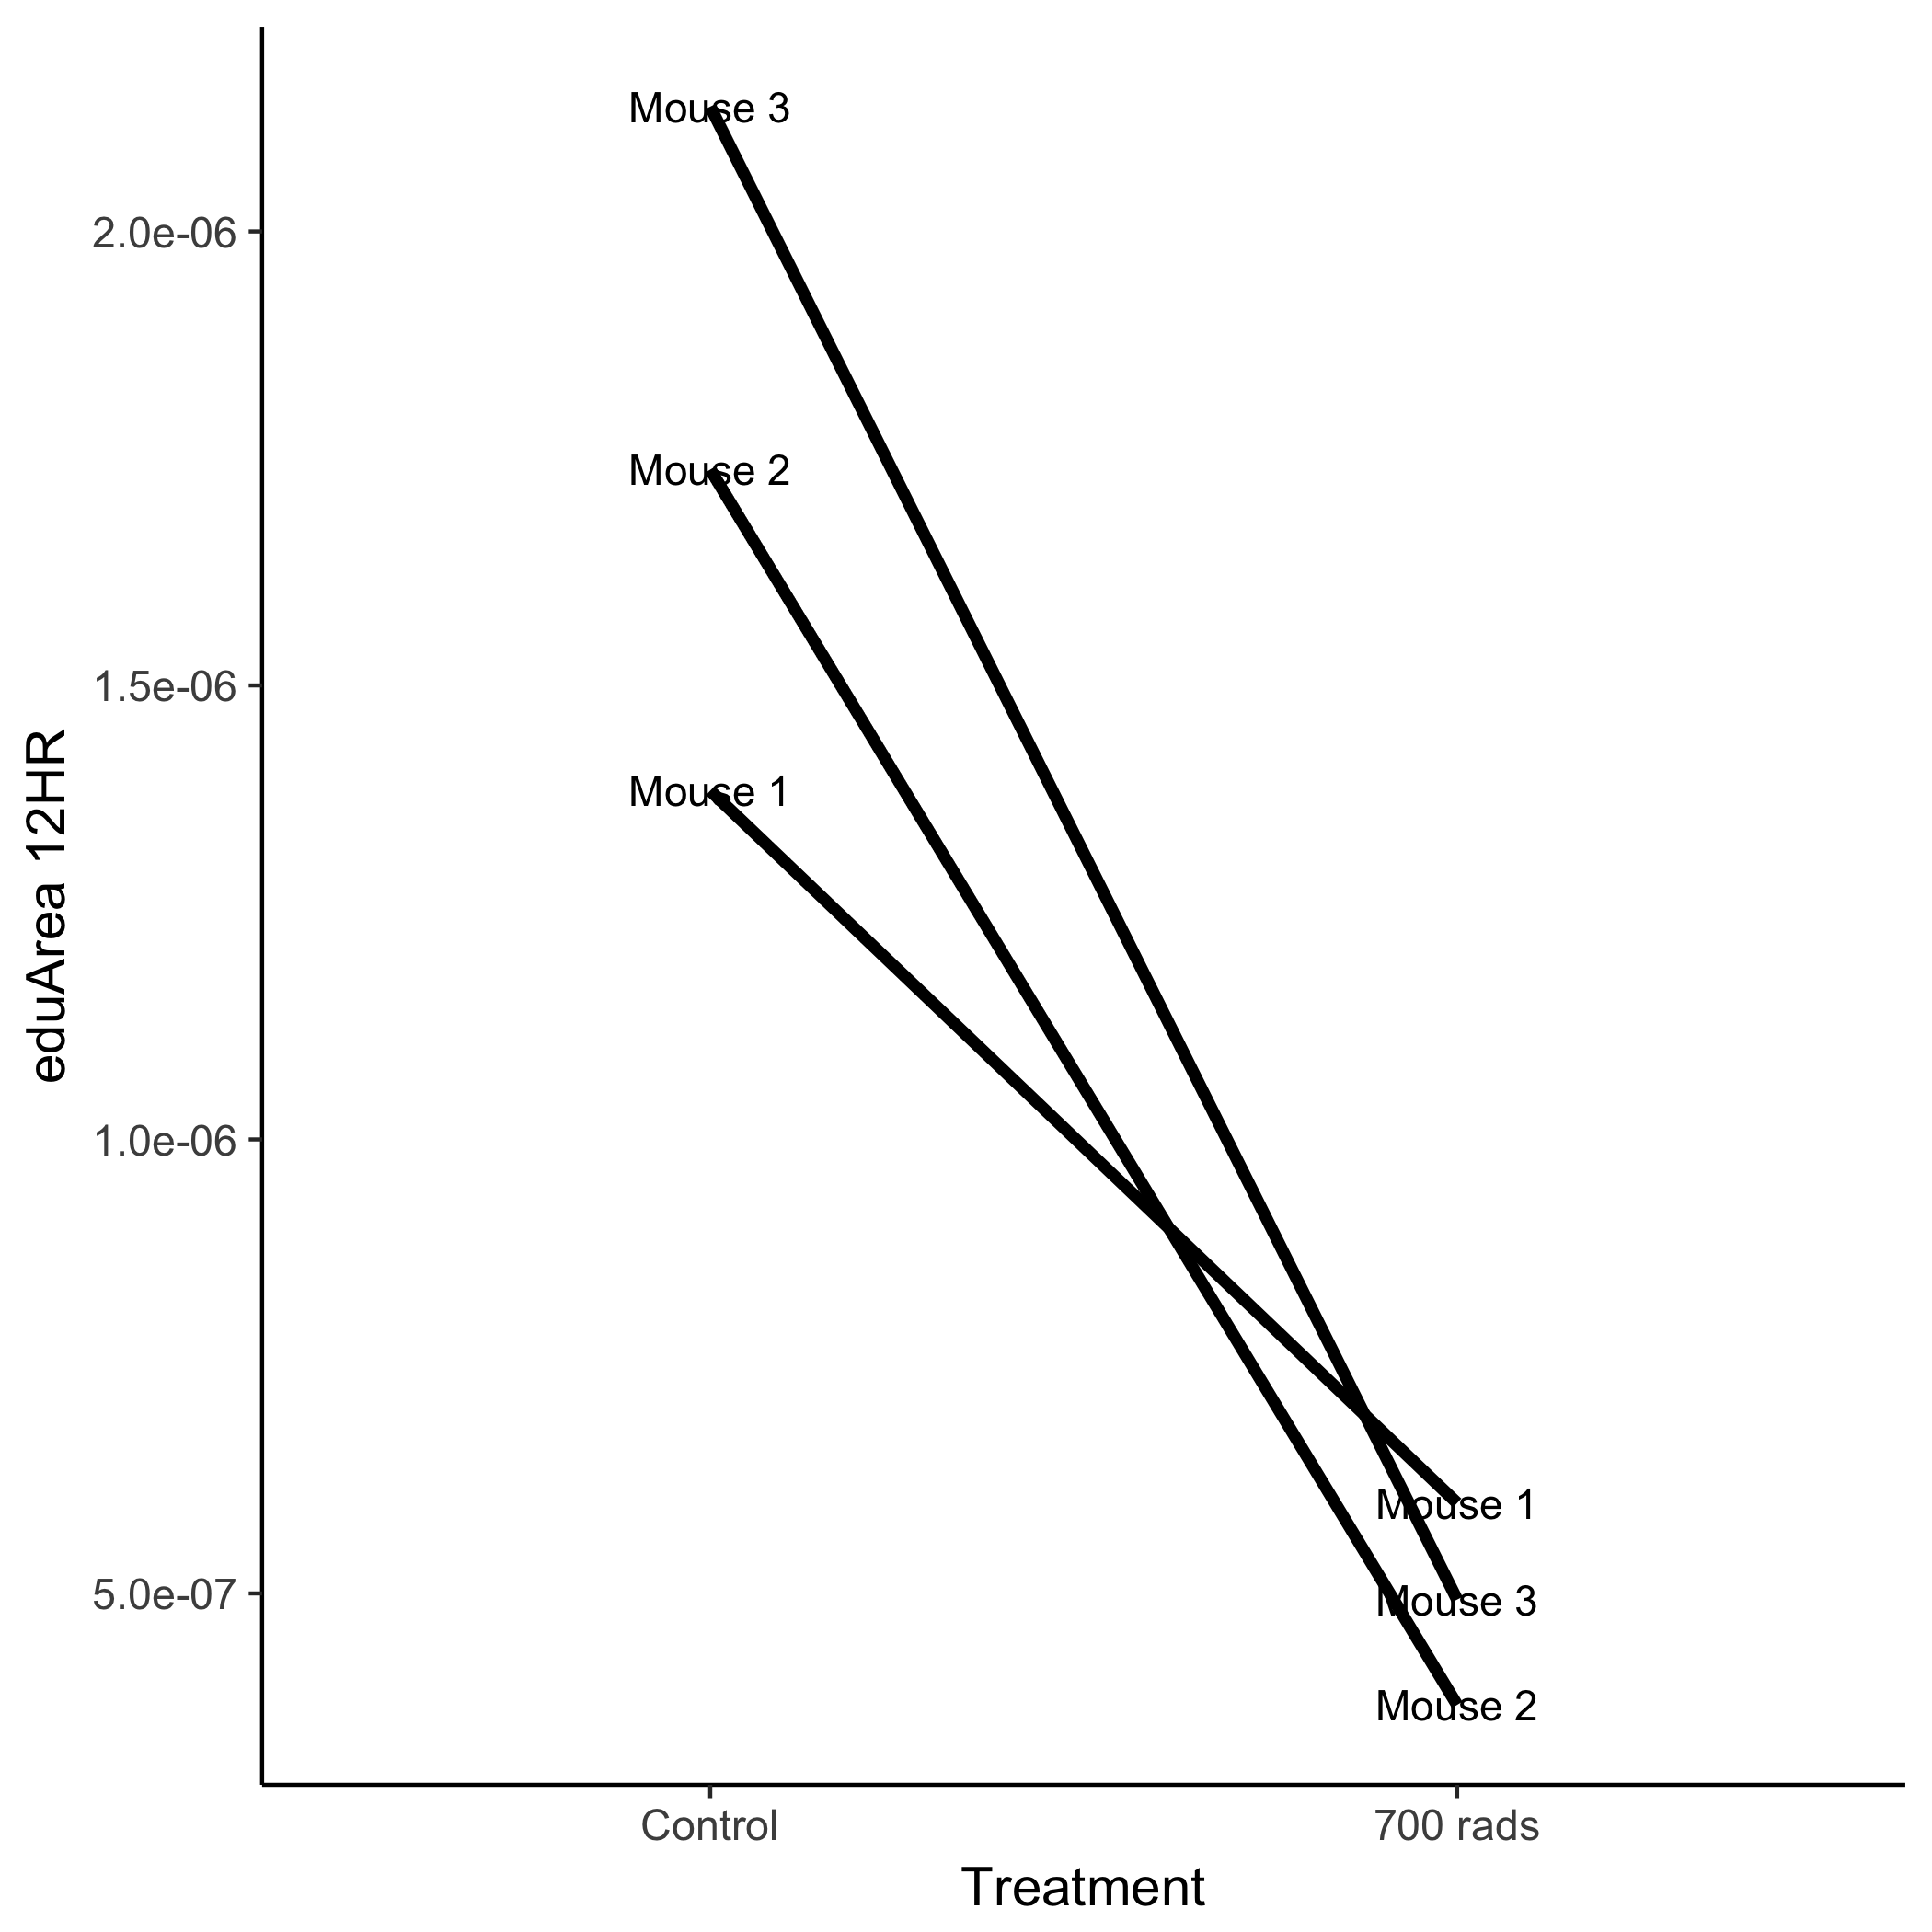 Mouse 3
2.0e-06
Mouse 2
1.5e-06
Mouse 1
eduArea 12HR
1.0e-06
Mouse 1
5.0e-07
Mouse 3
Mouse 2
Control
700 rads
Treatment